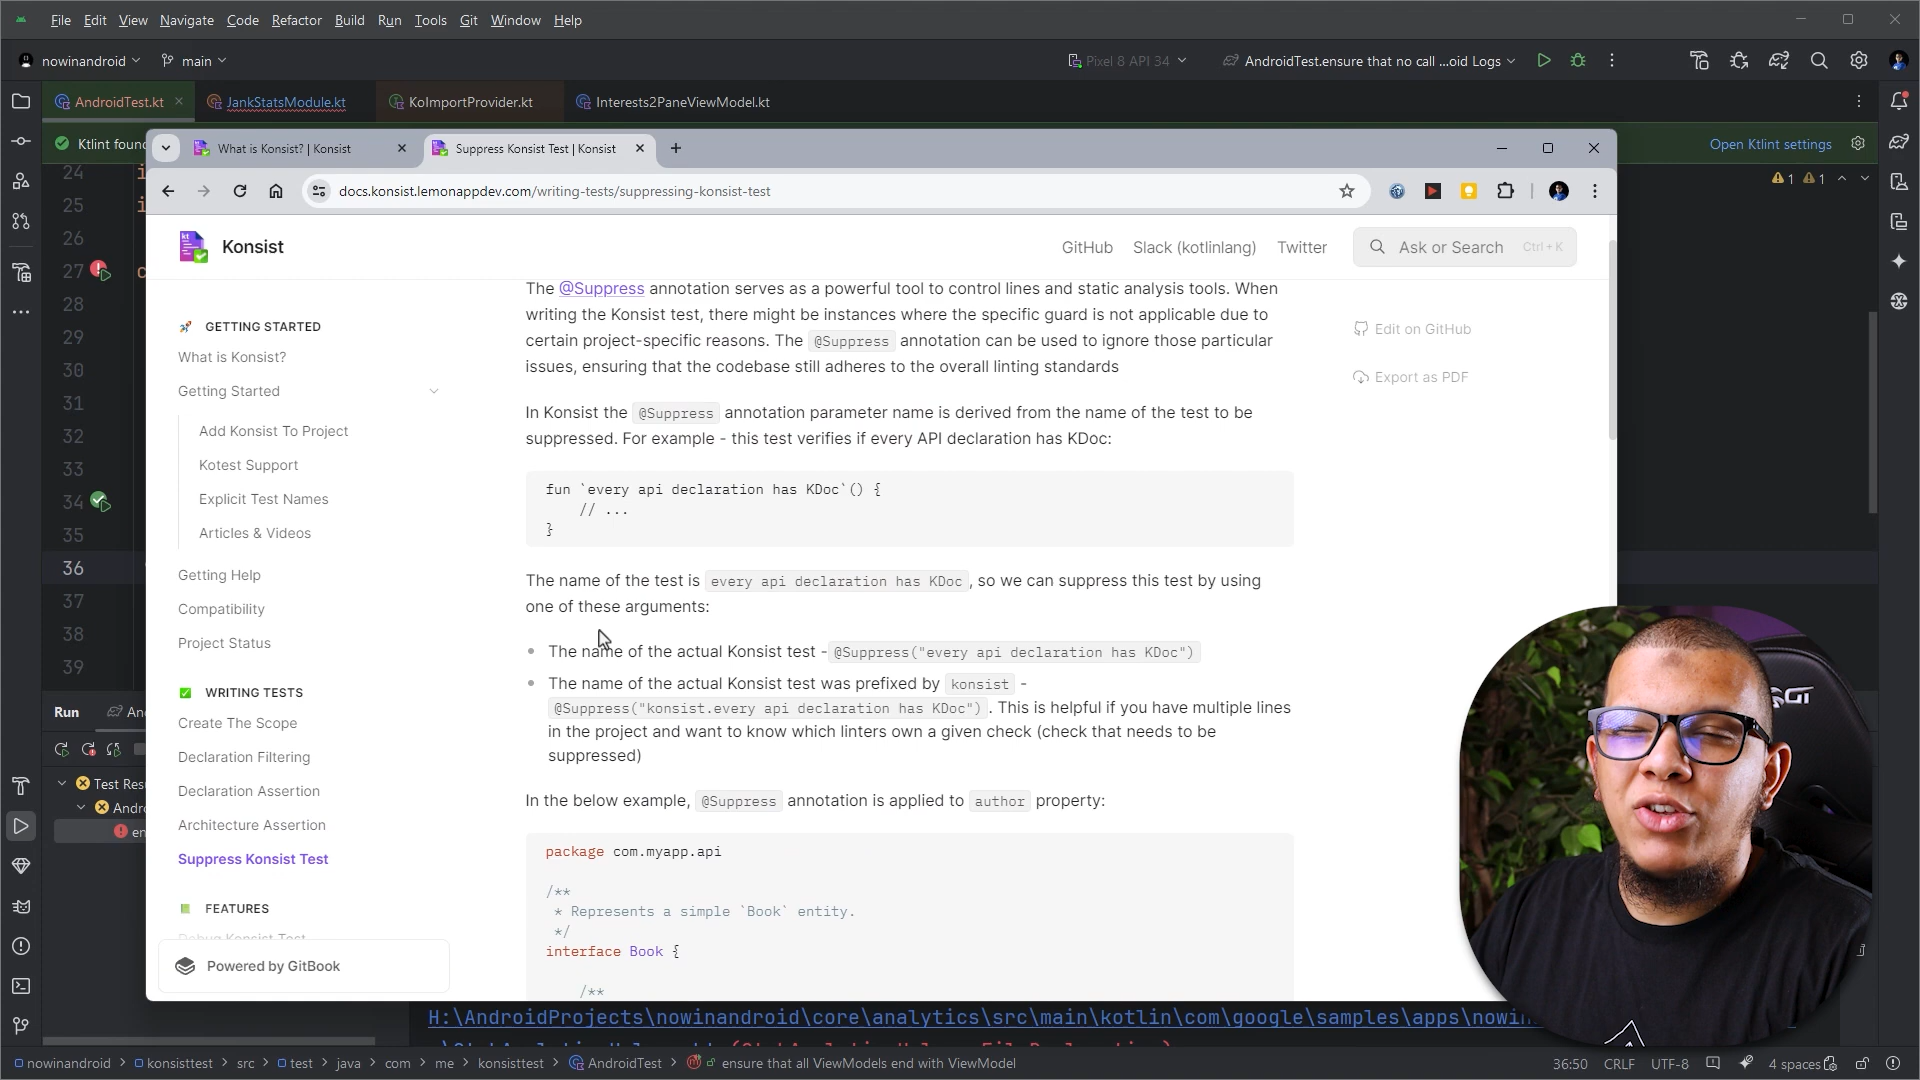 File Edit View Navigate Code Refactor Build Run Tools Git Window Help
nowinandroid main Pixel 8 API 34 AndroidTest.ensure that no call ...oid Logs
AndroidTest.kt JankStatsModule.kt KoImportProvider.kt Interests2PaneViewModel.kt
Ktlint foun Open Ktlint settings
What is Konsist? | Konsist Suppress Konsist Test | Konsist
1 1
docs.konsist.lemonappdev.com/writing-tests/suppressing-konsist-test
24
25
26
27
28
29
30
31
32
33
34
35
36
37
38
39
kt
Konsist
GitHub Slack (kotlinlang) Twitter Ask or Search Ctrl + K
GETTING STARTED
What is Konsist?
Getting Started
Add Konsist To Project
Kotest Support
Explicit Test Names
Articles & Videos
Getting Help
Compatibility
Project Status
WRITING TESTS
Create The Scope
Declaration Filtering
Declaration Assertion
Architecture Assertion
Suppress Konsist Test
FEATURES
Debug Konsist Test
Powered by GitBook
The @Suppress annotation serves as a powerful tool to control lines and static analysis tools. When
writing the Konsist test, there might be instances where the specific guard is not applicable due to
certain project-specific reasons. The @Suppress annotation can be used to ignore those particular
issues, ensuring that the codebase still adheres to the overall linting standards
In Konsist the @Suppress annotation parameter name is derived from the name of the test to be
suppressed. For example - this test verifies if every API declaration has KDoc:
fun `every api declaration has KDoc`() {
// ...
}
The name of the test is every api declaration has KDoc, so we can suppress this test by using
one of these arguments:
The name of the actual Konsist test - @Suppress("every api declaration has KDoc")
The name of the actual Konsist test was prefixed by konsist -
@Suppress("konsist.every api declaration has KDoc"). This is helpful if you have multiple lines
in the project and want to know which linters own a given check (check that needs to be
suppressed)
In the below example, @Suppress annotation is applied to author property:
package com.myapp.api
/**
* Represents a simple `Book` entity.
*/
interface Book {
/**
Edit on GitHub
Export as PDF
Run An
Test Res
Andro
en
H:\AndroidProjects\nowinandroid\core\analytics\src\main\kotlin\com\google\samples\apps\nowin
nowinandroid konsisttest src test java com me konsisttest AndroidTest ensure that all ViewModels end with ViewModel
36:50 CRLF UTF-8 4 spaces